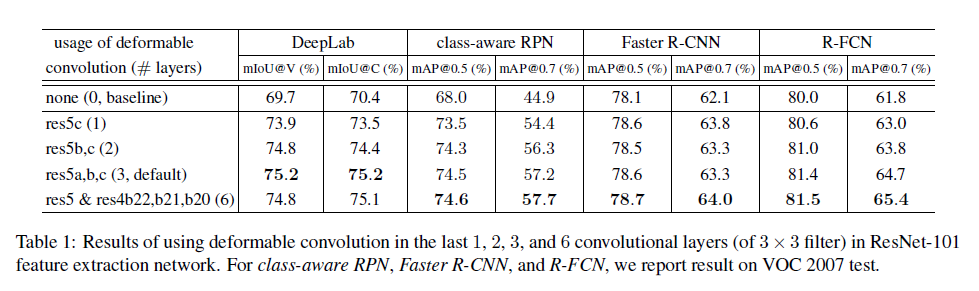 usage of deformable DeepLab class-aware RPN Faster R-CNN R-FCN
convolution (# layers) mIoU@V (%) mIoU@C (%) mAP@0.5 (%) mAP@0.7 (%) mAP@0.5 (%) mAP@0.7 (%) mAP@0.5 (%) mAP@0.7 (%)
none (0, baseline) 69.7 70.4 68.0 44.9 78.1 62.1 80.0 61.8
res5c (1) 73.9 73.5 73.5 54.4 78.6 63.8 80.6 63.0
res5b,c (2) 74.8 74.4 74.3 56.3 78.5 63.3 81.0 63.8
res5a,b,c (3, default) 75.2 75.2 74.5 57.2 78.6 63.3 81.4 64.7
res5 & res4b22,b21,b20 (6) 74.8 75.1 74.6 57.7 78.7 64.0 81.5 65.4
Table 1: Results of using deformable convolution in the last 1, 2, 3, and 6 convolutional layers (of 3 × 3 filter) in ResNet-101
feature extraction network. For class-aware RPN, Faster R-CNN, and R-FCN, we report result on VOC 2007 test.